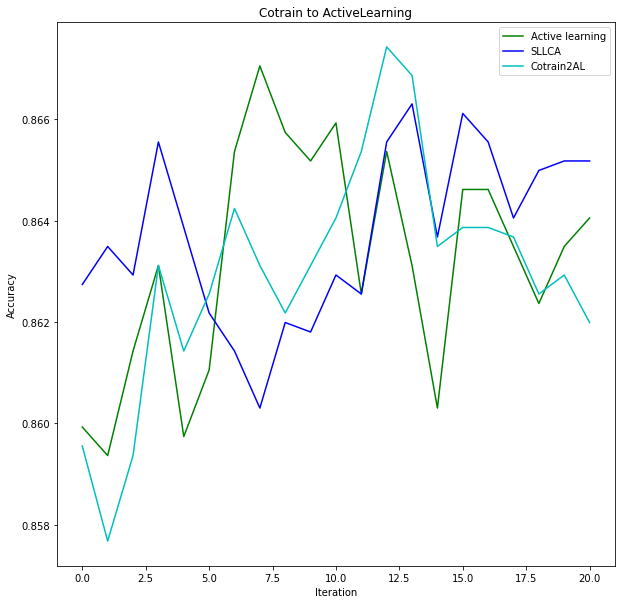 Cotrain to ActiveLearning
Active learning
SLLCA
Cotrain2AL
Accuracy
0.866
0.864
0.862
0.860
0.858
0.0 2.5 5.0 7.5 10.0 12.5 15.0 17.5 20.0
Iteration